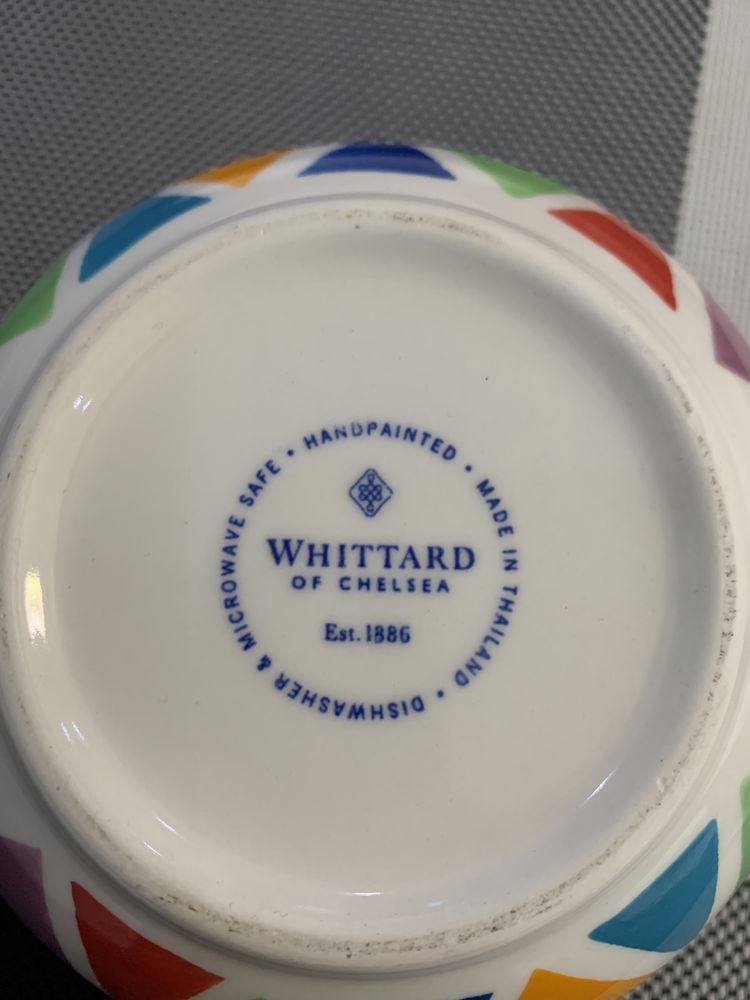 HANDPAINTED • MADE IN THAILAND • DISHWASHER & MICROWAVE SAFE •
WHITTARD
OF CHELSEA
Est. 1886